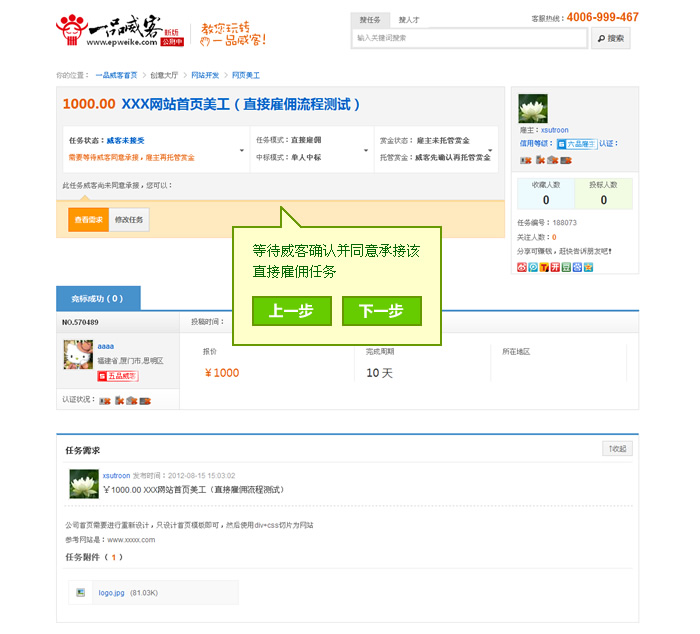 一品威客
新版
公测中
www.epweike.com
教您玩转
一品威客!
搜任务 搜人才
客服热线：4006-999-467
输入关键词搜索
搜索
你的位置： 一品威客首页 > 创意大厅 > 网站开发 > 网页美工
1000.00 XXX网站首页美工（直接雇佣流程测试）
任务状态：威客未接受
需要等待威客同意承接，雇主再托管赏金
任务模式：直接雇佣
中标模式：单人中标
赏金状态： 雇主未托管赏金
托管赏金：威客先确认再托管赏金
此任务威客尚未同意承接，您可以：
查看需求 修改任务
雇主：xsutroon
信用等级： 六品雇主 认证：
收藏人数 投标人数
0 0
任务编号：188073
关注人数：0
分享可赚钱，赶快告诉朋友吧！
等待威客确认并同意承接该
直接雇佣任务
上一步 下一步
竞标成功（0）
NO.570489
投稿时间：
aaaa
福建省,厦门市,思明区
五品威客
认证状况：
报价
￥1000
完成周期
10 天
所在地区
任务需求
↑收起
xsutroon 发布时间：2012-08-15 15:03:02
￥1000.00 XXX网站首页美工（直接雇佣流程测试）
公司首页需要进行重新设计，只设计首页模板即可，然后使用div+css切片为网站
参考网站是：www.xxxxx.com
任务附件（ 1 ）
logo.jpg (81.03K)